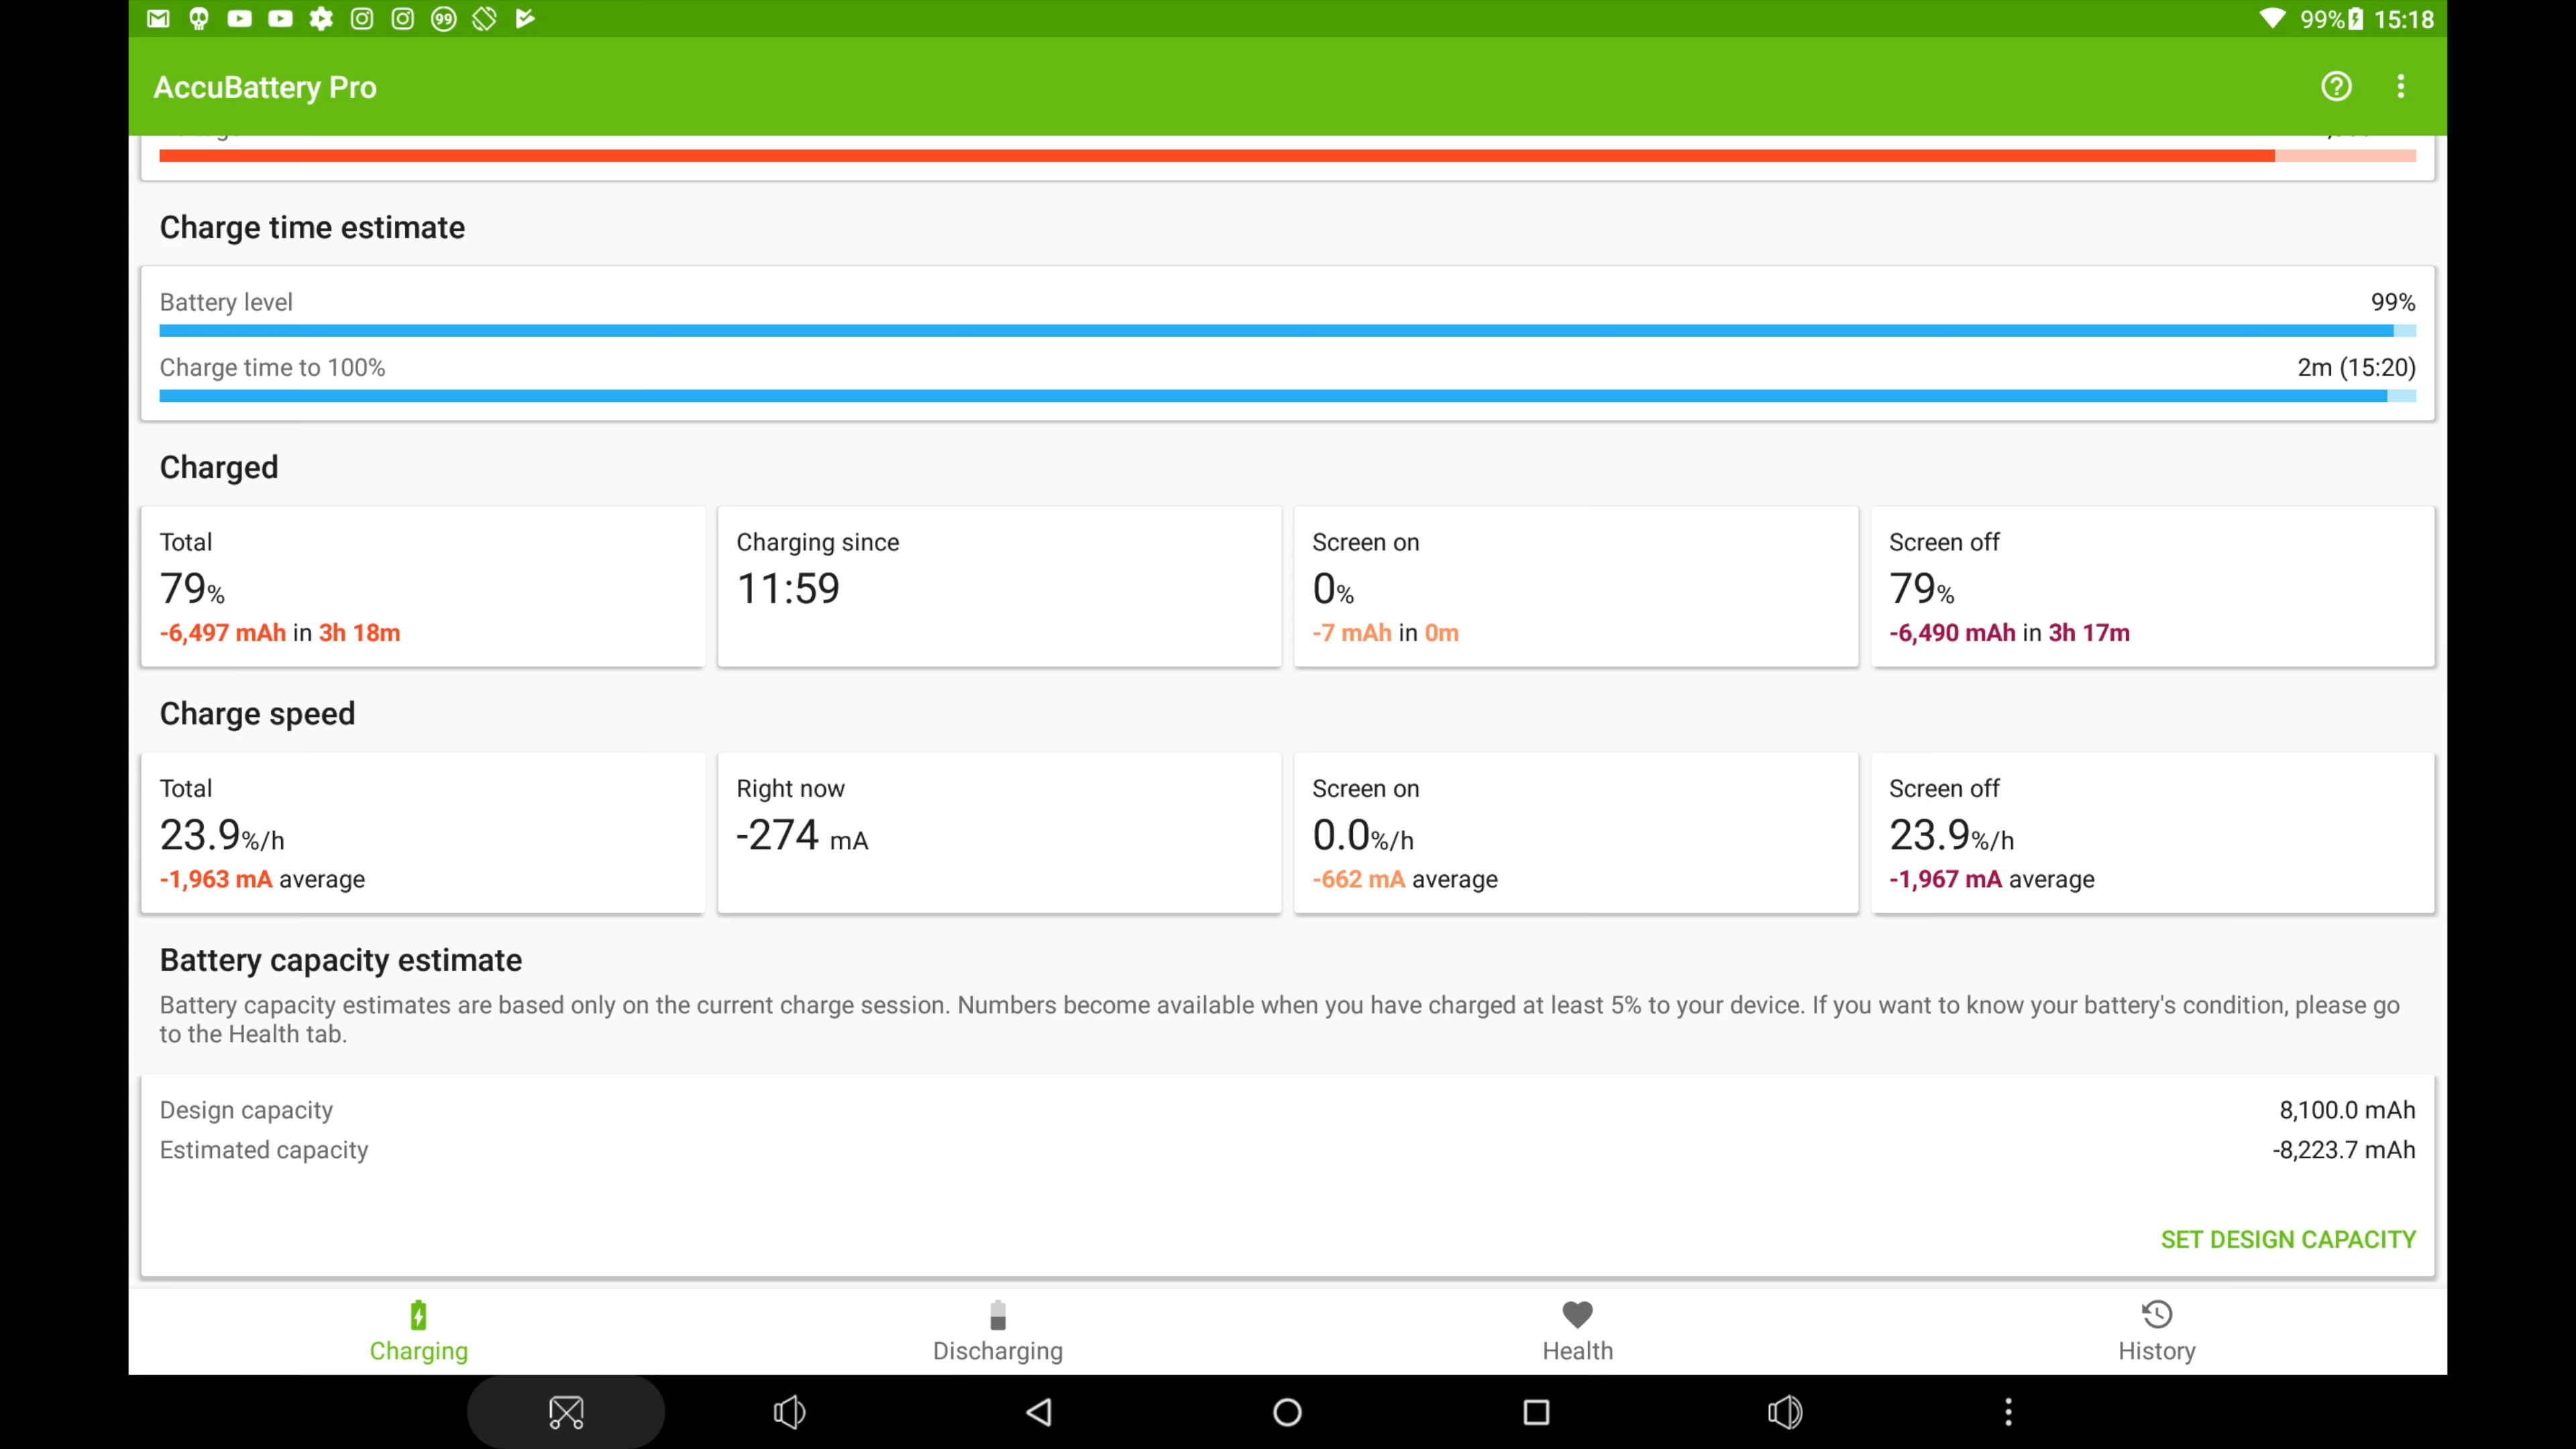 99
99% 15:18
AccuBattery Pro
Charge time estimate
Battery level 99%
Charge time to 100% 2m (15:20)
Charged
Total
79%
-6,497 mAh in 3h 18m
Charging since
11:59
Screen on
0%
-7 mAh in 0m
Screen off
79%
-6,490 mAh in 3h 17m
Charge speed
Total
23.9%/h
-1,963 mA average
Right now
-274 mA
Screen on
0.0%/h
-662 mA average
Screen off
23.9%/h
-1,967 mA average
Battery capacity estimate
Battery capacity estimates are based only on the current charge session. Numbers become available when you have charged at least 5% to your device. If you want to know your battery's condition, please go
to the Health tab.
Design capacity 8,100.0 mAh
Estimated capacity -8,223.7 mAh
SET DESIGN CAPACITY
Charging
Discharging
Health
History